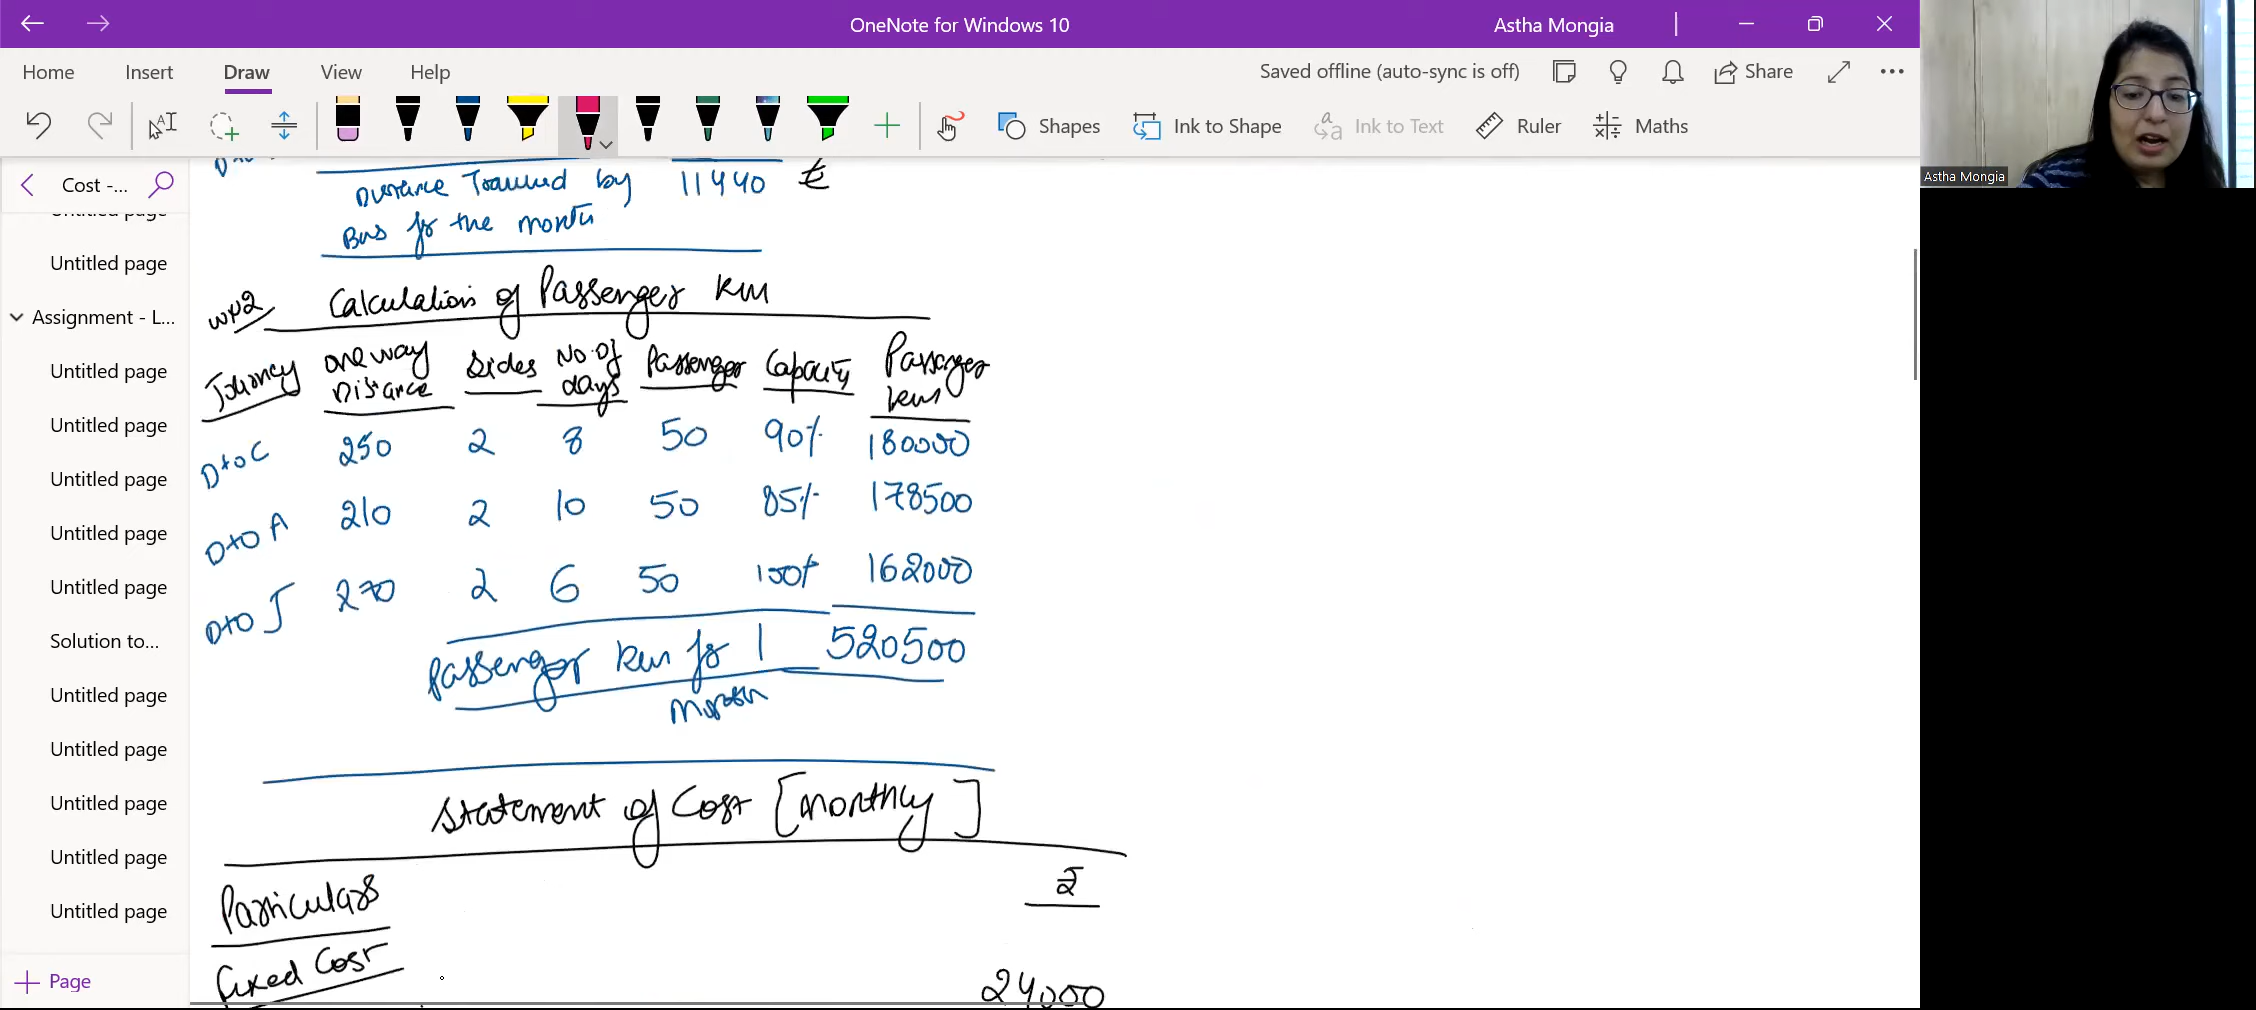 OneNote for Windows 10
Astha Mongia
Home Insert Draw View Help
Saved offline (auto-sync is off) Share
Shapes Ink to Shape Ink to Text Ruler Maths
Astha Mongia
Cost -...
Untitled page
Untitled page
Assignment - L...
Untitled page
Untitled page
Untitled page
Untitled page
Untitled page
Solution to...
Untitled page
Untitled page
Untitled page
Untitled page
Untitled page
Page
Distance Travelled by 11440
Bus for the month
WN2 Calculation of Passenger km
Journey one way Distance Sides No. of days Passenger Capacity Passenger kms
D to C 250 2 8 50 90% 180000
D to A 210 2 10 50 85% 178500
D to J 270 2 6 50 100% 162000
Passenger km for 1 month 520500
Statement of Cost [Monthly]
Particulars ₹
Fixed Cost
24000